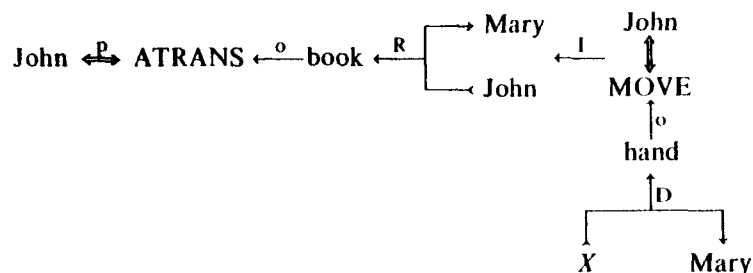 Mary John
R I
John p ATRANS o book
John MOVE
o
hand
D
X Mary